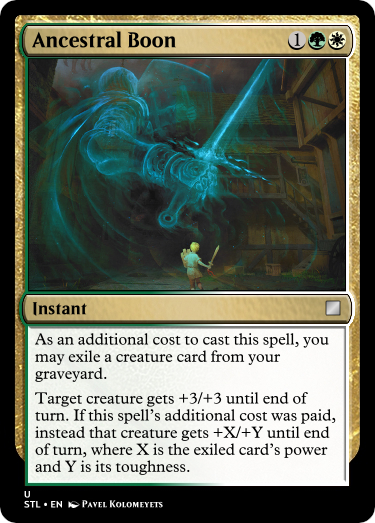 Ancestral Boon 1
Instant
As an additional cost to cast this spell, you
may exile a creature card from your
graveyard.
Target creature gets +3/+3 until end of
turn. If this spell's additional cost was paid,
instead that creature gets +X/+Y until end
of turn, where X is the exiled card's power
and Y is its toughness.
U
STL • EN Pavel Kolomeyets